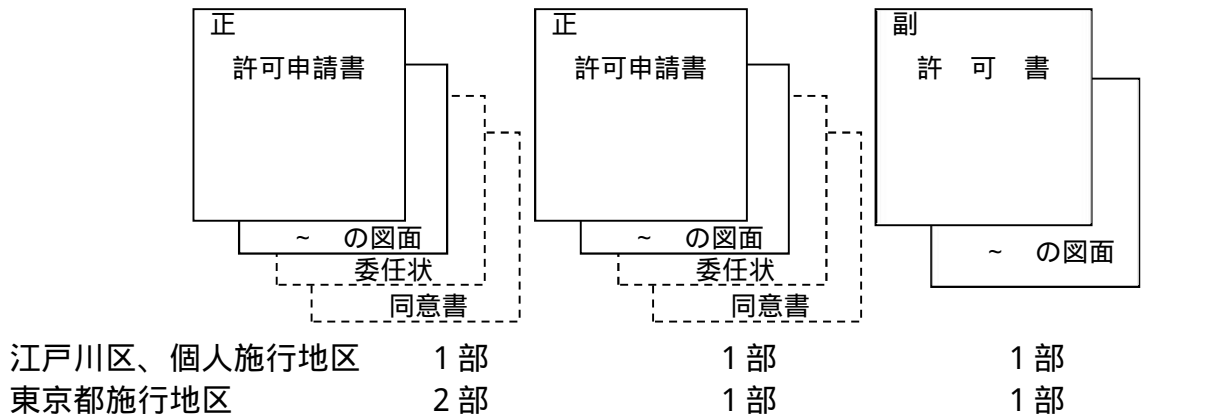 正 正 副
許可申請書 許可申請書 許 可 書
~ の図面 ~ の図面 ~ の図面
委任状 委任状
同意書 同意書
江戸川区、個人施行地区 1 部 1 部 1 部
東京都施行地区 2 部 1 部 1 部